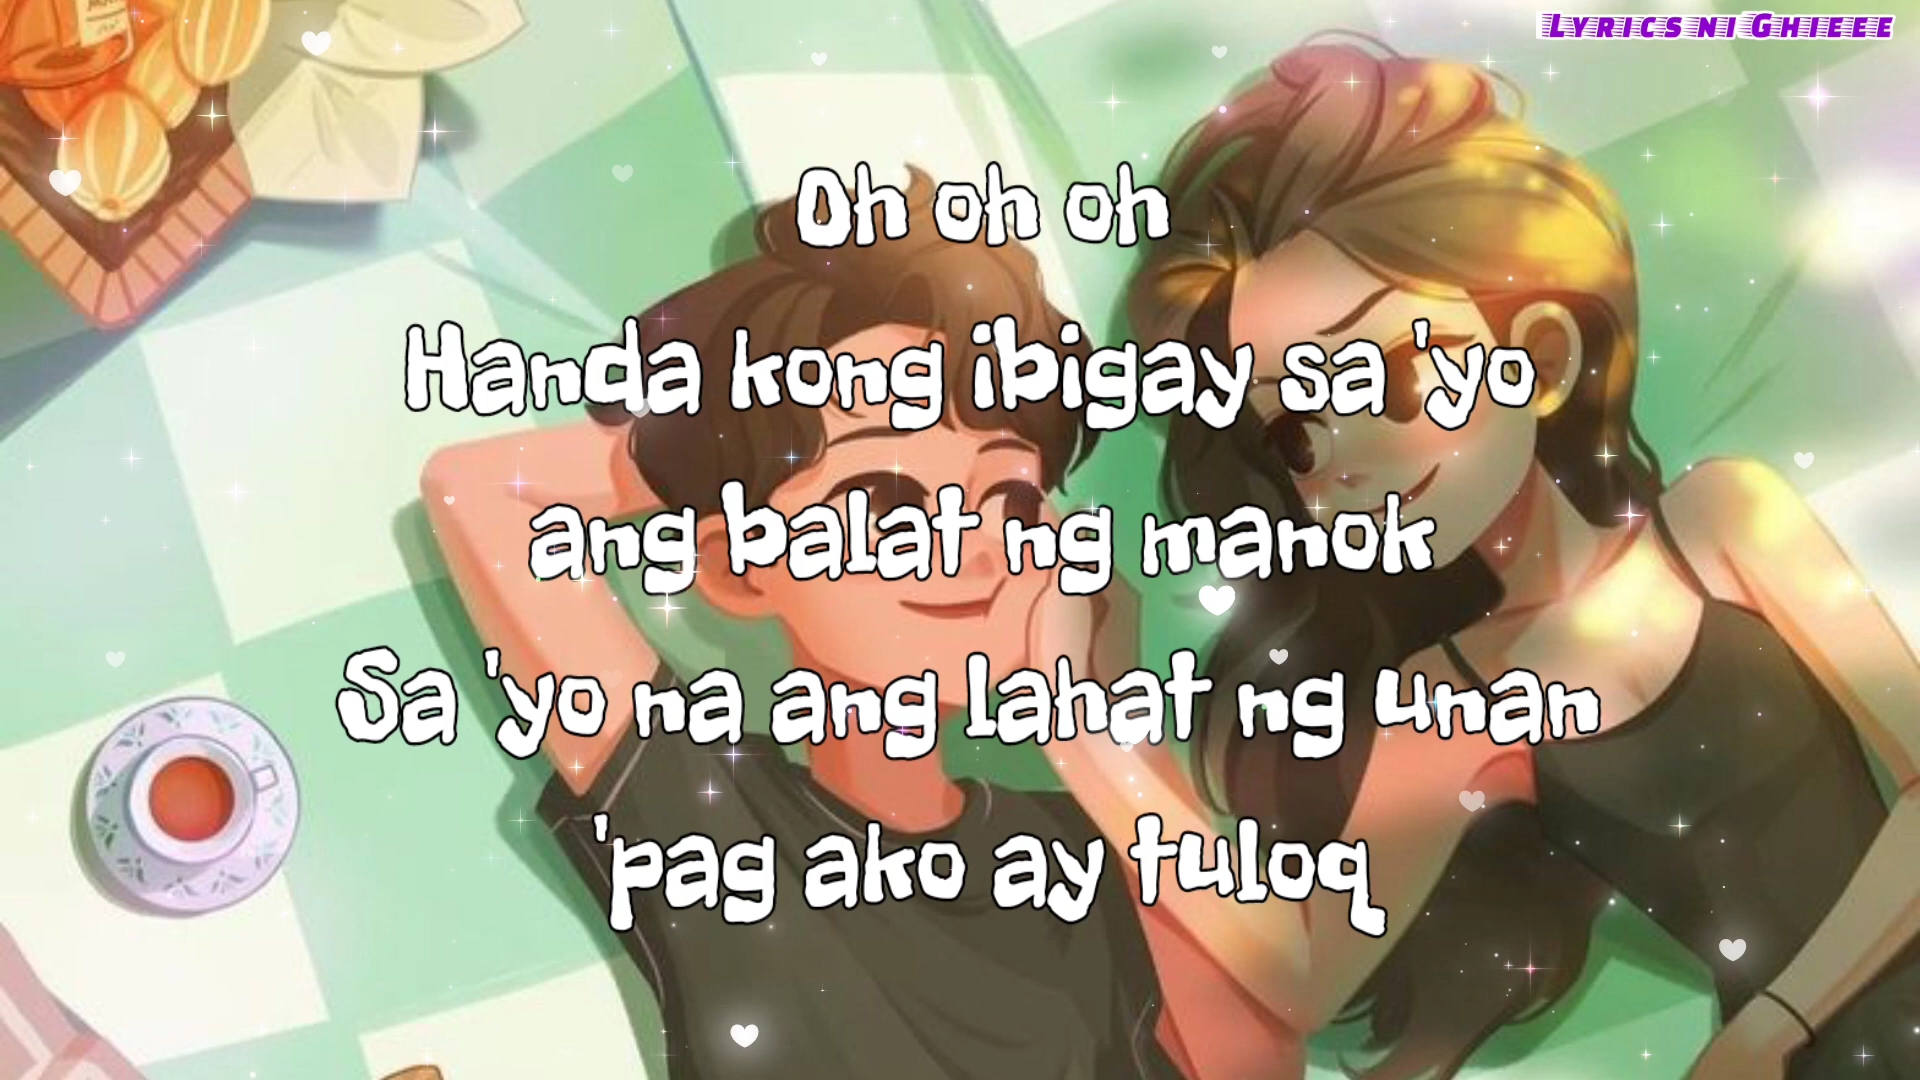 Lyrics ni Ghieee
Oh oh oh
Handa kong ibigay sa 'yo
ang balat ng manok
Sa 'yo na ang lahat ng unan
'pag ako ay tuloq